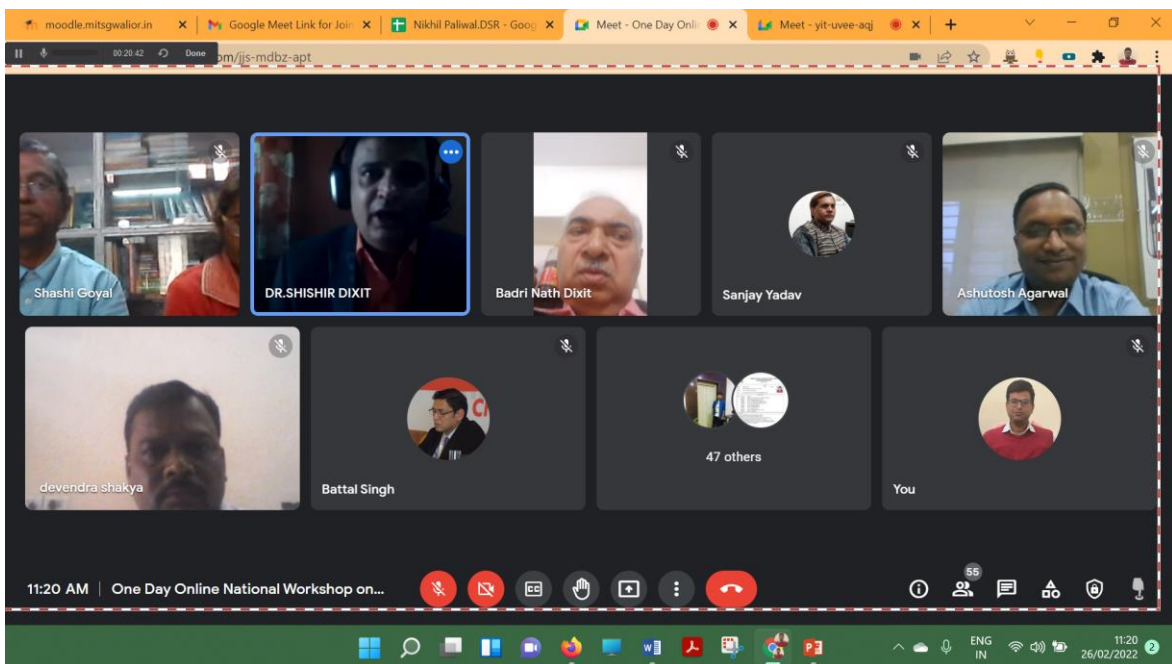 moodle.mitsgwalior.in
Google Meet Link for Join
Nikhil Paliwal.DSR - Goog
Meet - One Day Onli
Meet - yit-uvee-aqj
00:20:42 Done
om/jjs-mdbz-apt
Shashi Goyal
DR.SHISHIR DIXIT
Badri Nath Dixit
Sanjay Yadav
Ashutosh Agarwal
devendra shakya
Battal Singh
47 others
You
11:20 AM | One Day Online National Workshop on...
CC
55
ENG
IN
11:20
26/02/2022
2